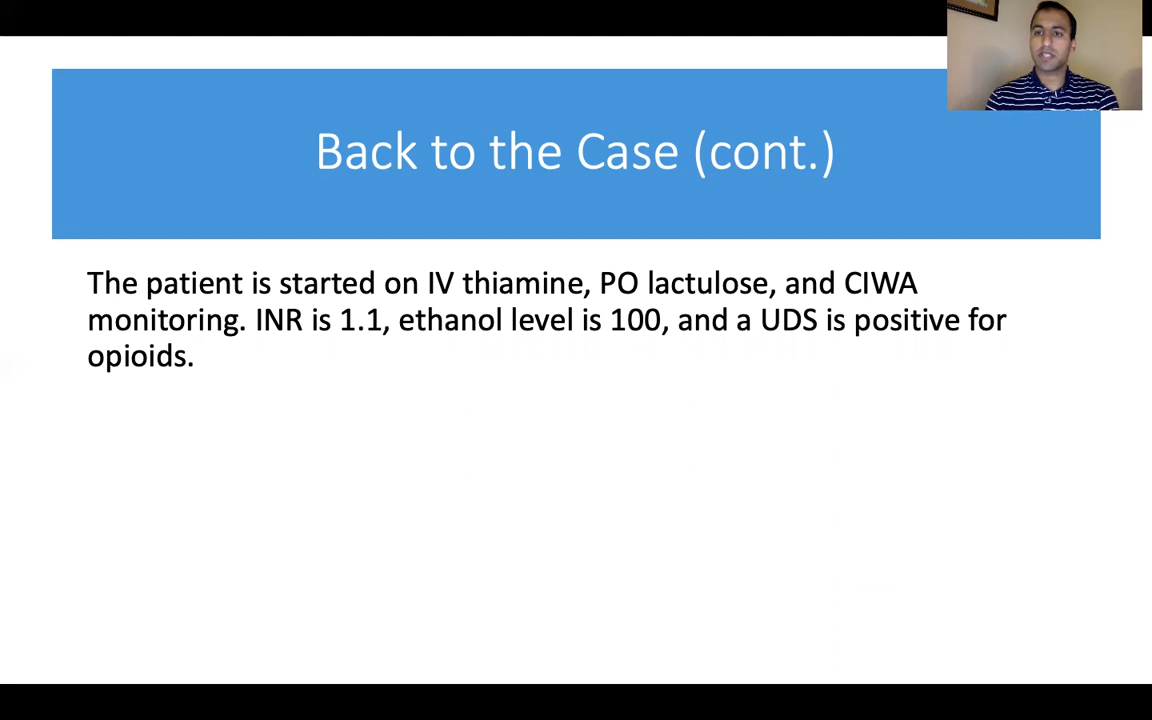 Back to the Case (cont.)
The patient is started on IV thiamine, PO lactulose, and CIWA
monitoring. INR is 1.1, ethanol level is 100, and a UDS is positive for
opioids.